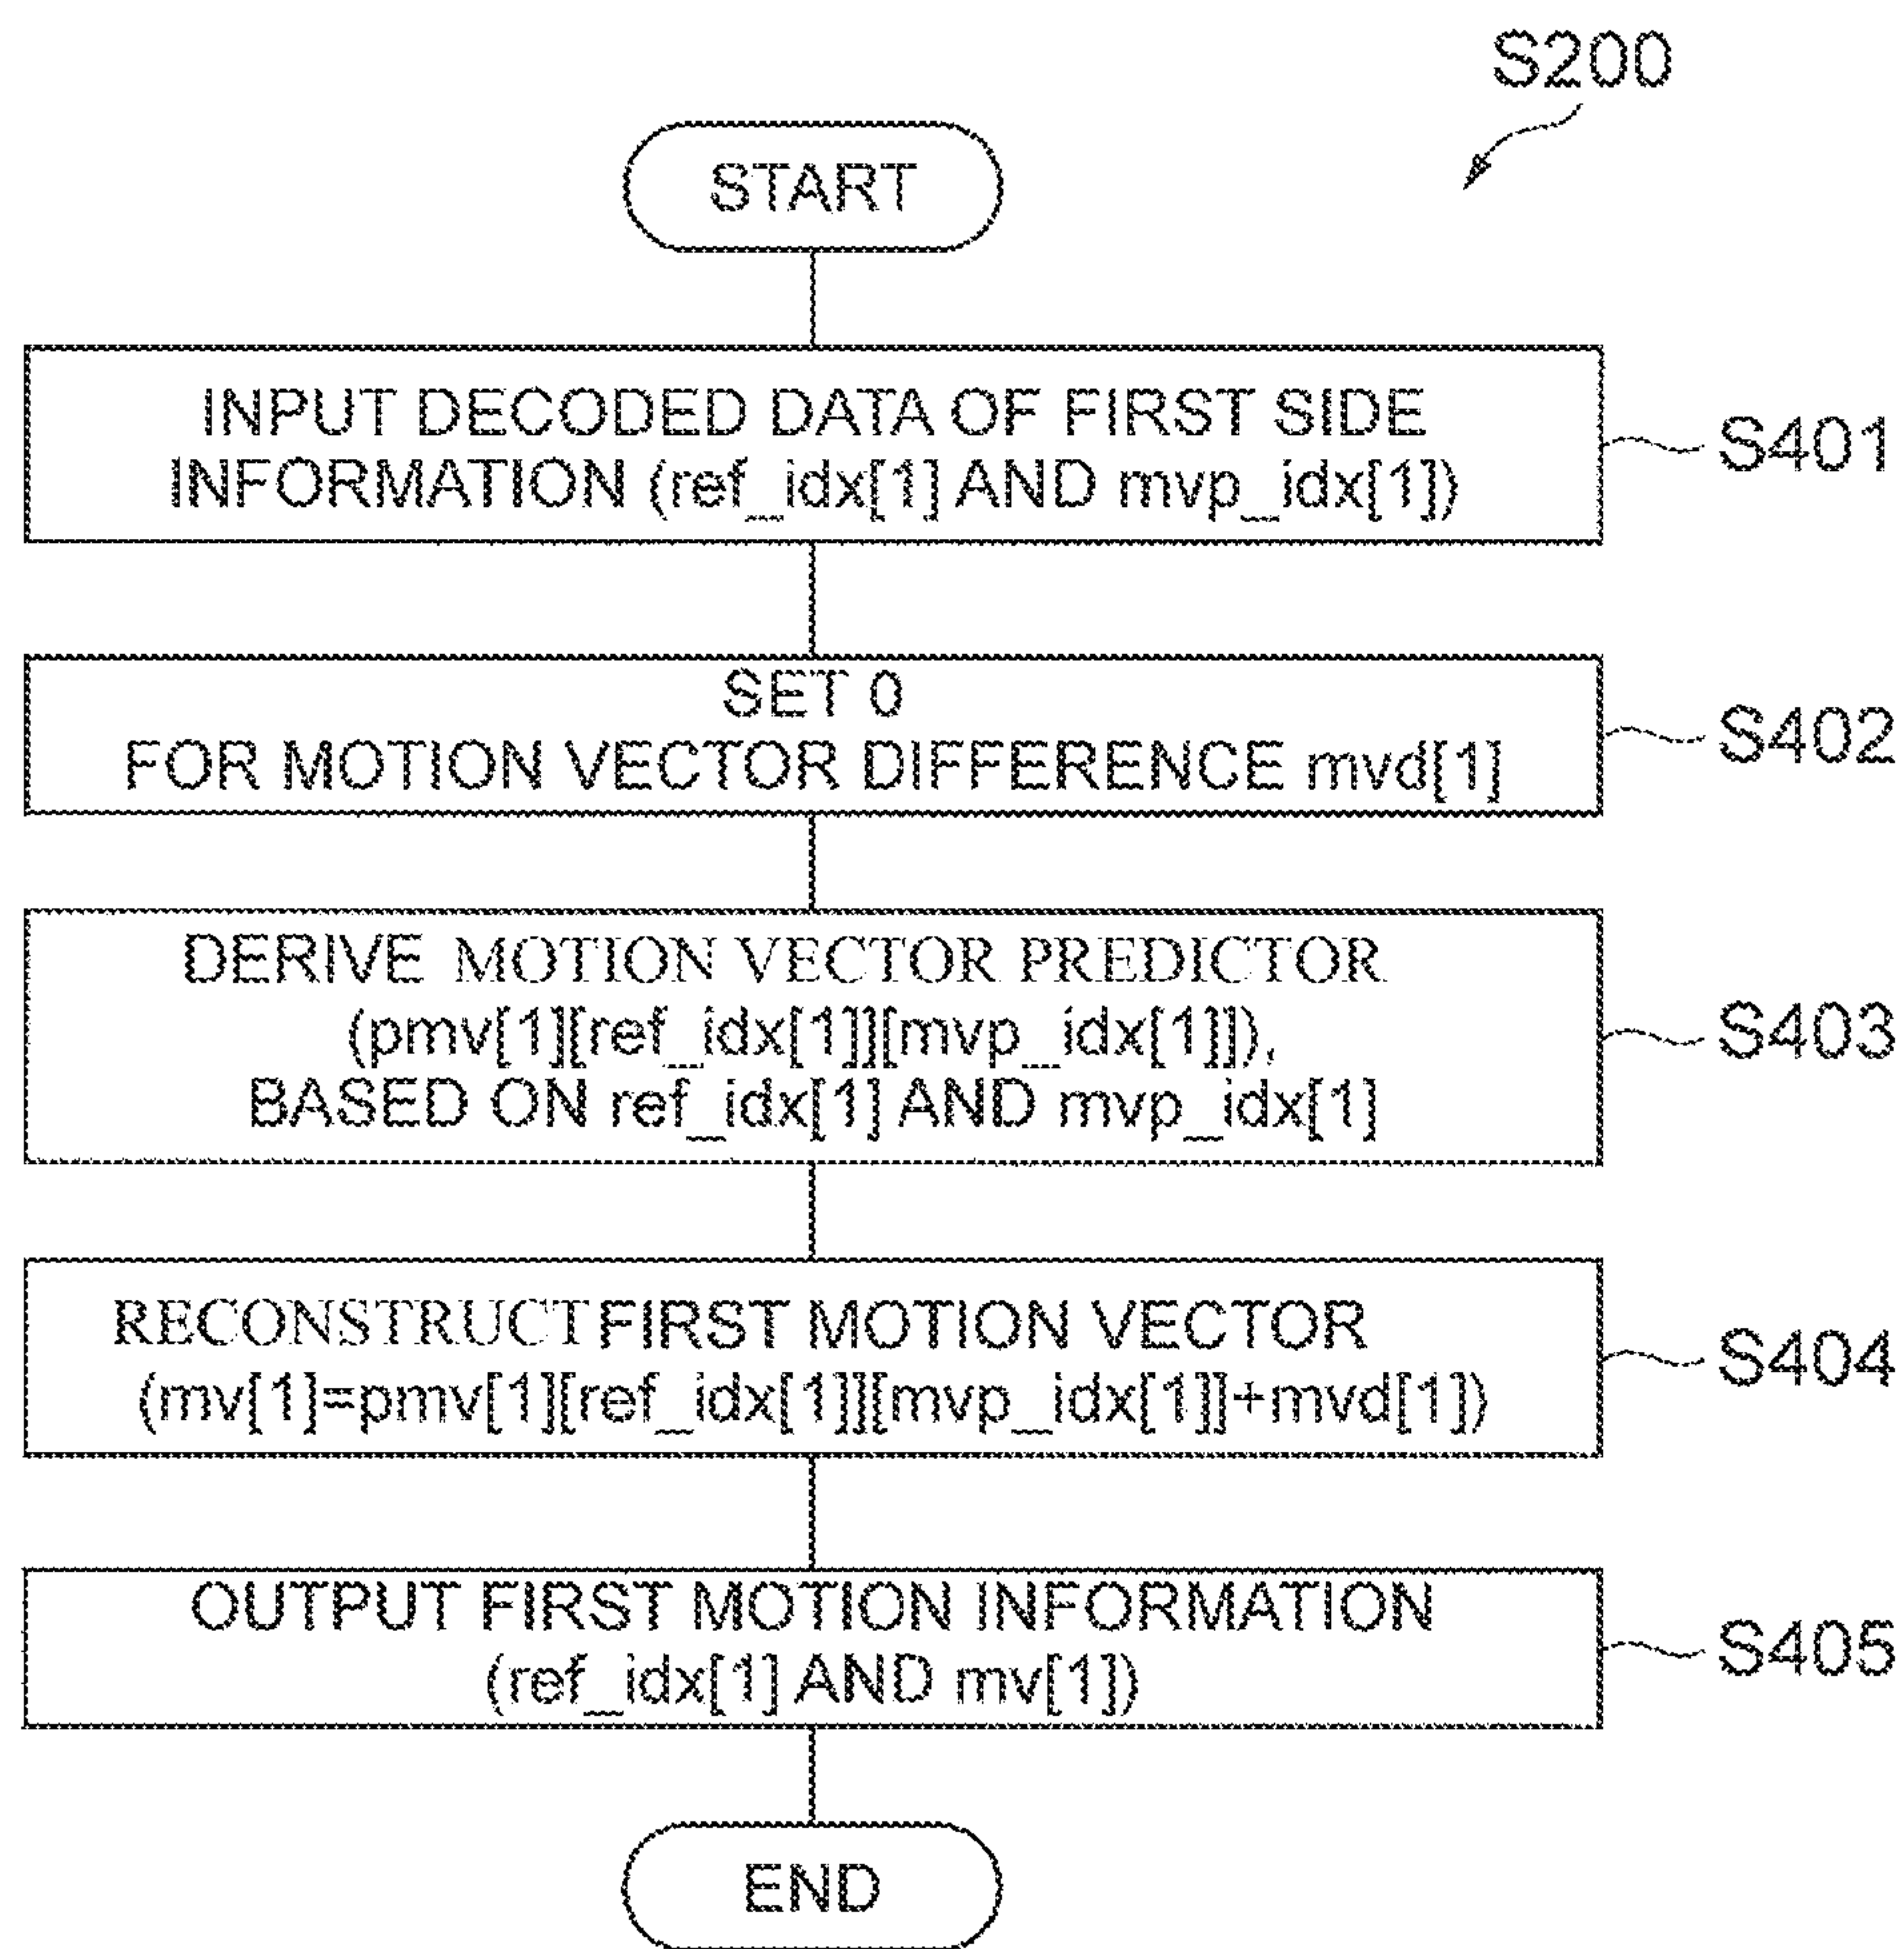 S200
START
INPUT DECODED DATA OF FIRST SIDE
INFORMATION (ref_idx[1] AND mvp_idx[1])
S401
SET 0
FOR MOTION VECTOR DIFFERENCE mvd[1]
S402
DERIVE MOTION VECTOR PREDICTOR
(pmv[1][ref_idx[1]][mvp_idx[1]]),
BASED ON ref_idx[1] AND mvp_idx[1]
S403
RECONSTRUCT FIRST MOTION VECTOR
(mv[1]=pmv[1][ref_idx[1]][mvp_idx[1]]+mvd[1])
S404
OUTPUT FIRST MOTION INFORMATION
(ref_idx[1] AND mv[1])
S405
END